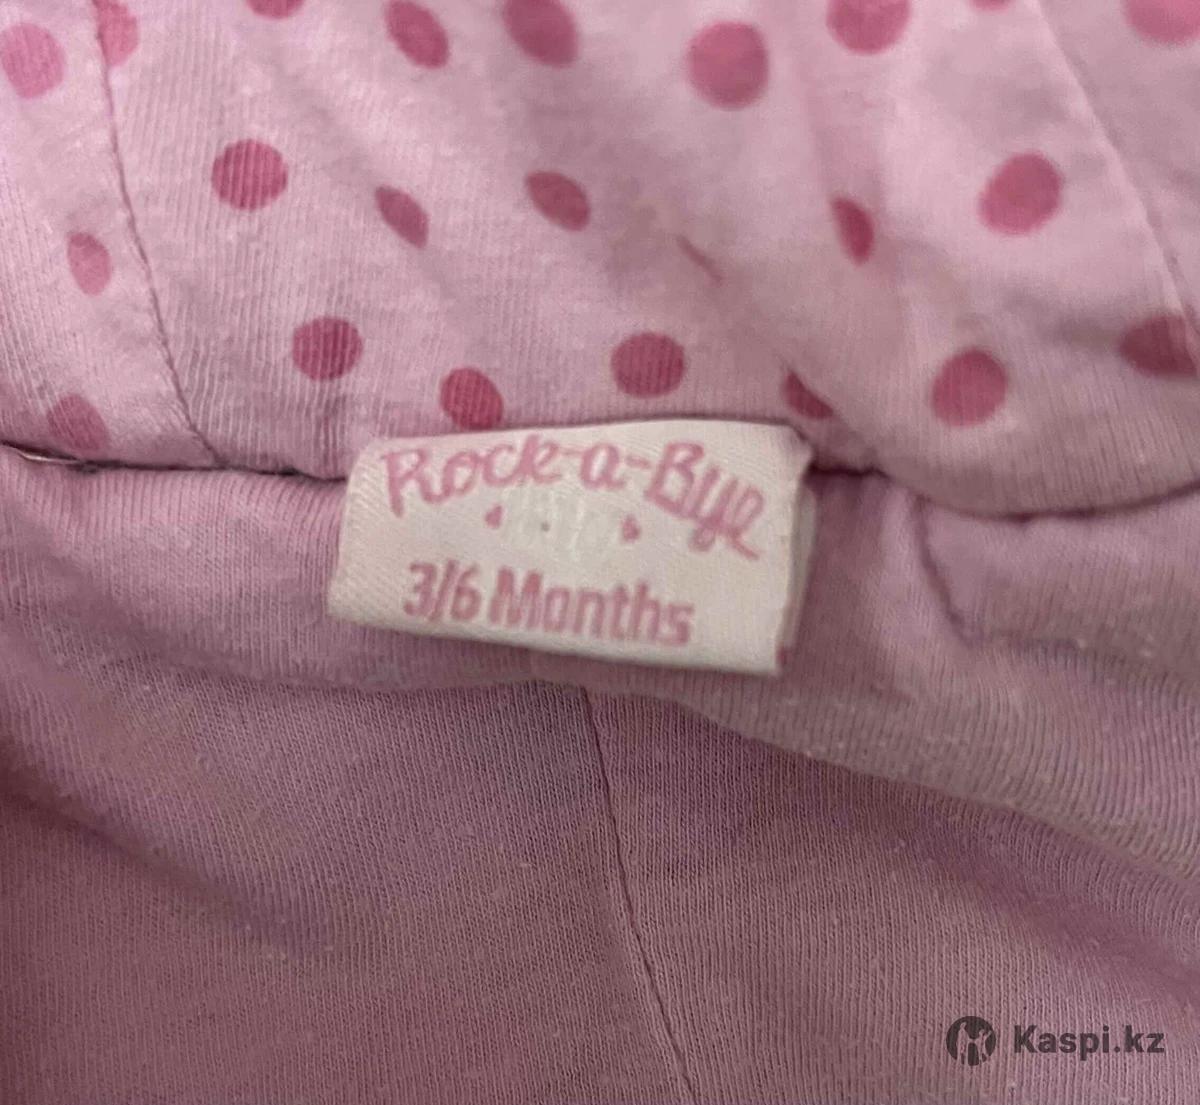 Rock-a-Bye
3/6 Months
Kaspi.kz